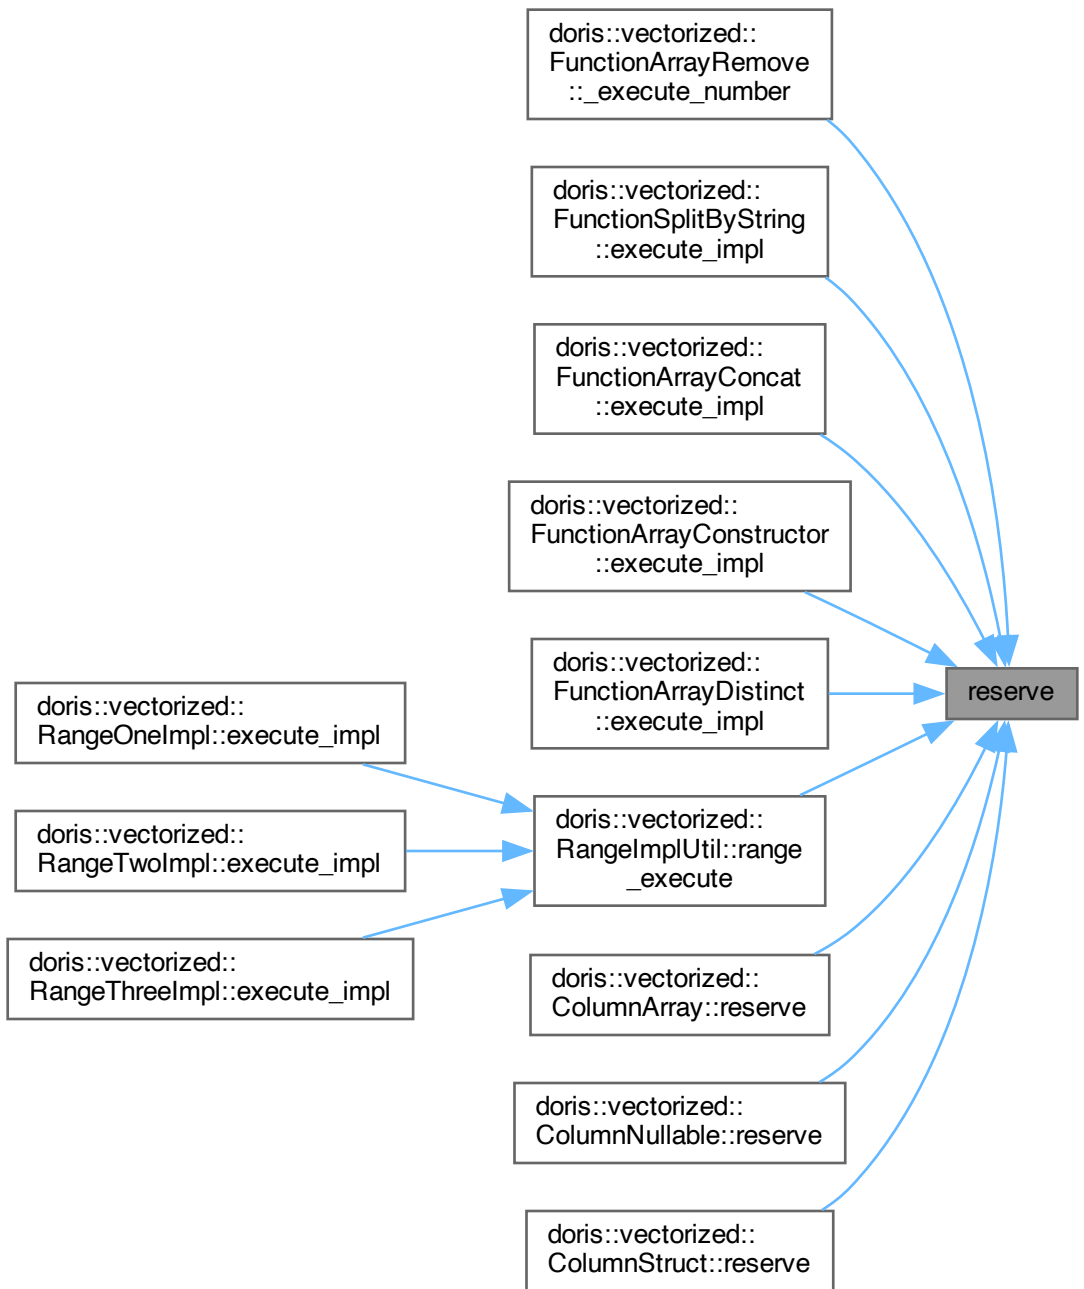 doris::vectorized::
FunctionArrayRemove
::_execute_number
doris::vectorized::
FunctionSplitByString
::execute_impl
doris::vectorized::
FunctionArrayConcat
::execute_impl
doris::vectorized::
FunctionArrayConstructor
::execute_impl
doris::vectorized::
FunctionArrayDistinct
::execute_impl
reserve
doris::vectorized::
RangeOneImpl::execute_impl
doris::vectorized::
RangeTwoImpl::execute_impl
doris::vectorized::
RangeThreeImpl::execute_impl
doris::vectorized::
RangeImplUtil::range
_execute
doris::vectorized::
ColumnArray::reserve
doris::vectorized::
ColumnNullable::reserve
doris::vectorized::
ColumnStruct::reserve